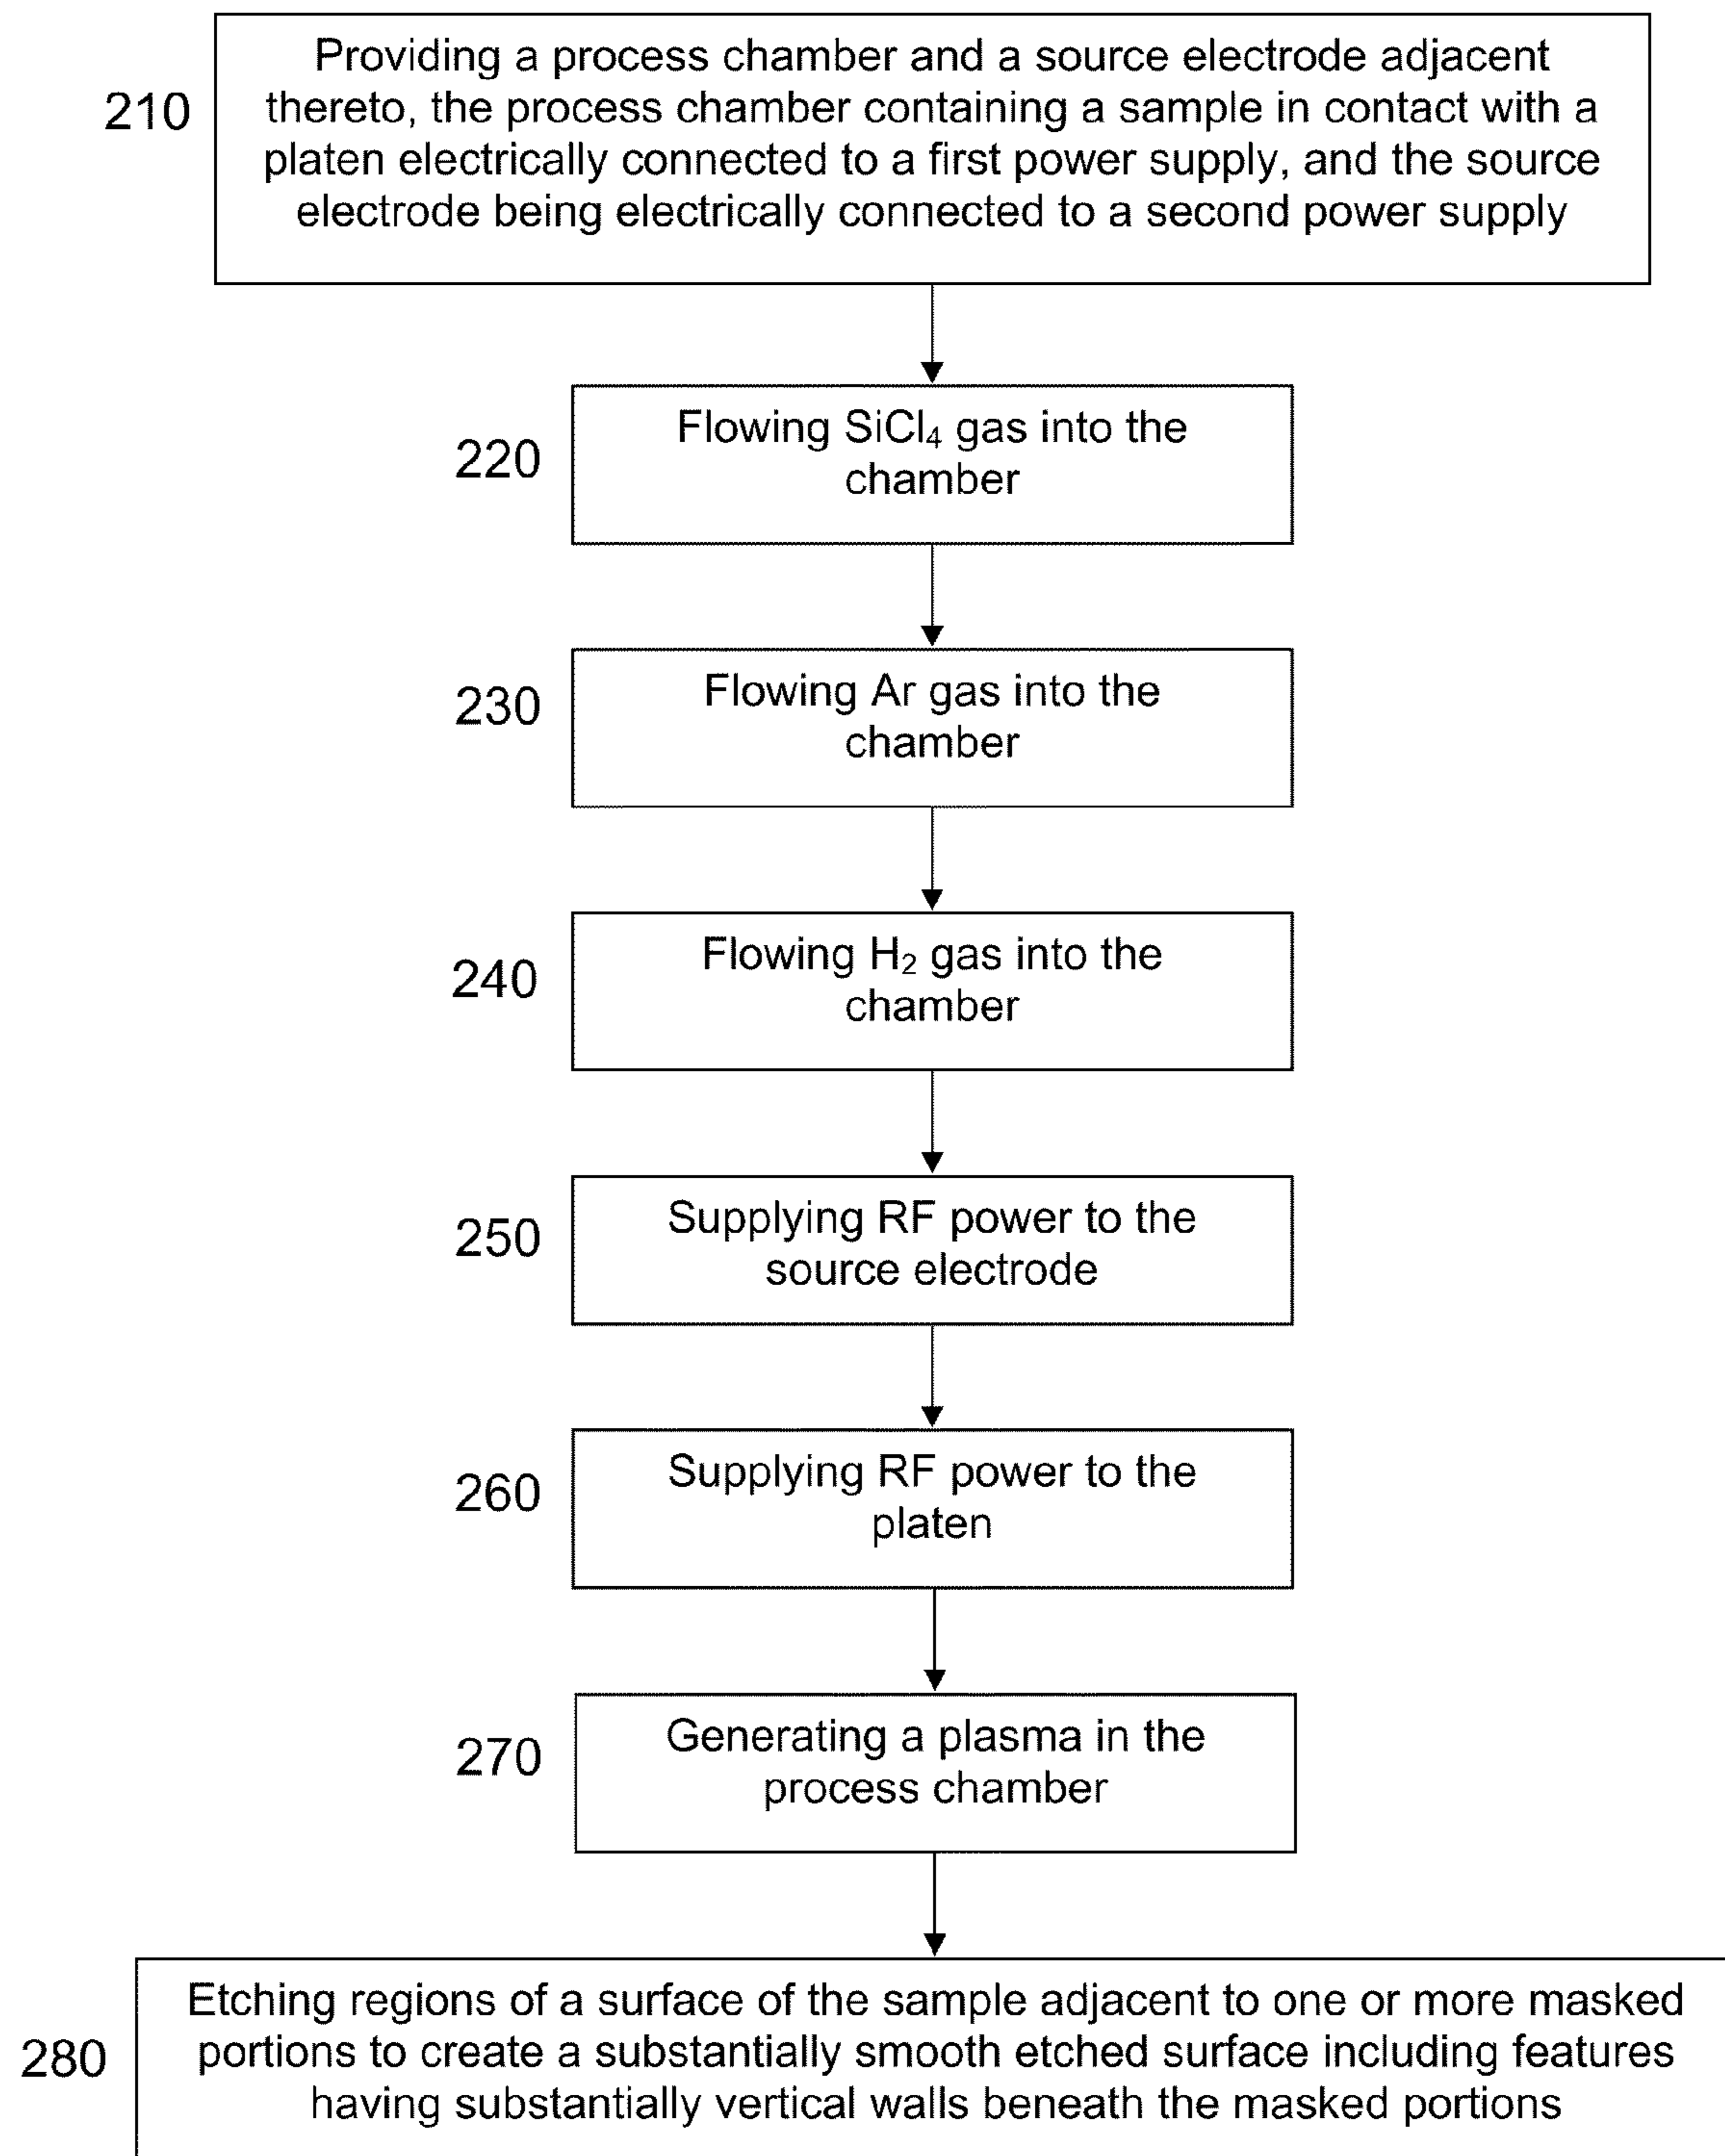 210
Providing a process chamber and a source electrode adjacent
thereto, the process chamber containing a sample in contact with a
platen electrically connected to a first power supply, and the source
electrode being electrically connected to a second power supply
220
Flowing SiCl₄ gas into the
chamber
230
Flowing Ar gas into the
chamber
240
Flowing H₂ gas into the
chamber
250
Supplying RF power to the
source electrode
260
Supplying RF power to the
platen
270
Generating a plasma in the
process chamber
280
Etching regions of a surface of the sample adjacent to one or more masked
portions to create a substantially smooth etched surface including features
having substantially vertical walls beneath the masked portions